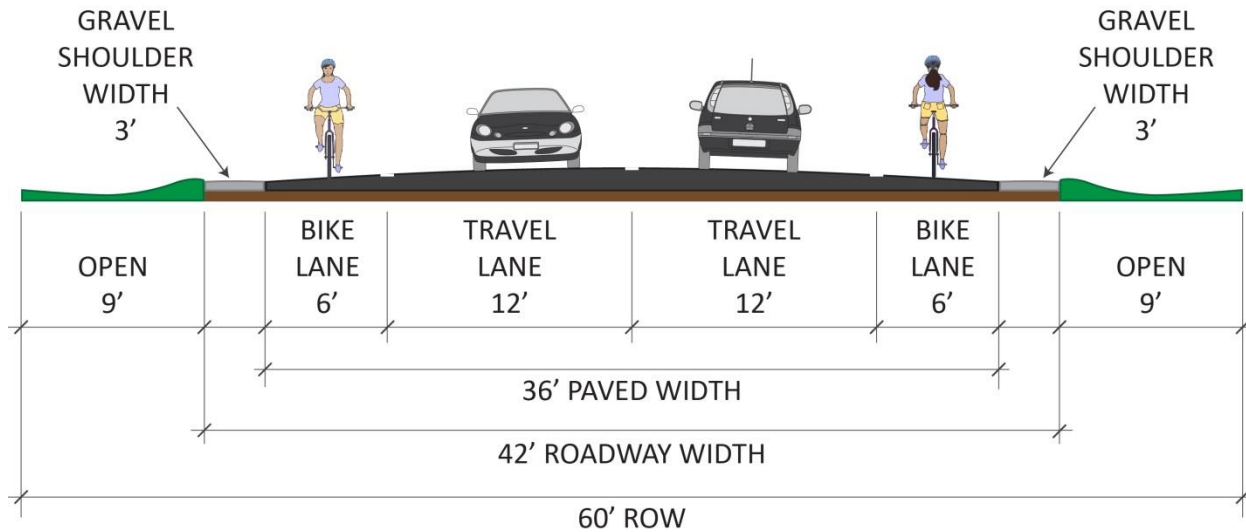 GRAVEL
SHOULDER
WIDTH
3’
GRAVEL
SHOULDER
WIDTH
3’
OPEN
9’
BIKE
LANE
6’
TRAVEL
LANE
12’
TRAVEL
LANE
12’
BIKE
LANE
6’
OPEN
9’
36’ PAVED WIDTH
42’ ROADWAY WIDTH
60’ ROW